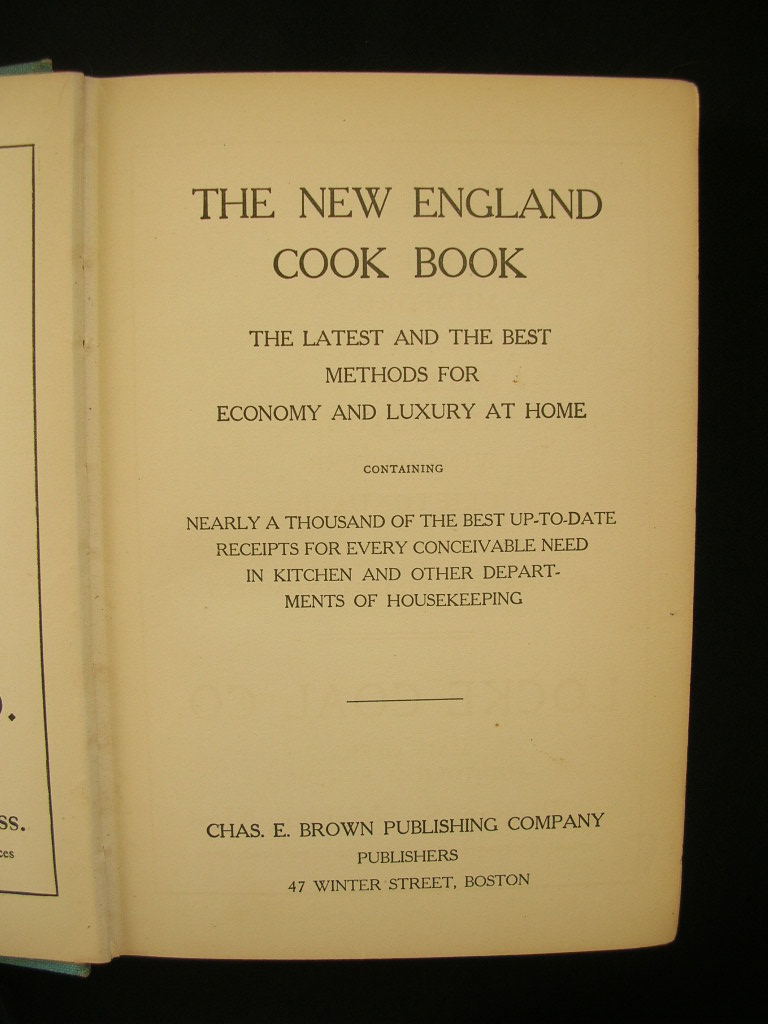 THE NEW ENGLAND
COOK BOOK
THE LATEST AND THE BEST
METHODS FOR
ECONOMY AND LUXURY AT HOME
CONTAINING
NEARLY A THOUSAND OF THE BEST UP-TO-DATE
RECEIPTS FOR EVERY CONCEIVABLE NEED
IN KITCHEN AND OTHER DEPART-
MENTS OF HOUSEKEEPING
CHAS. E. BROWN PUBLISHING COMPANY
PUBLISHERS
47 WINTER STREET, BOSTON